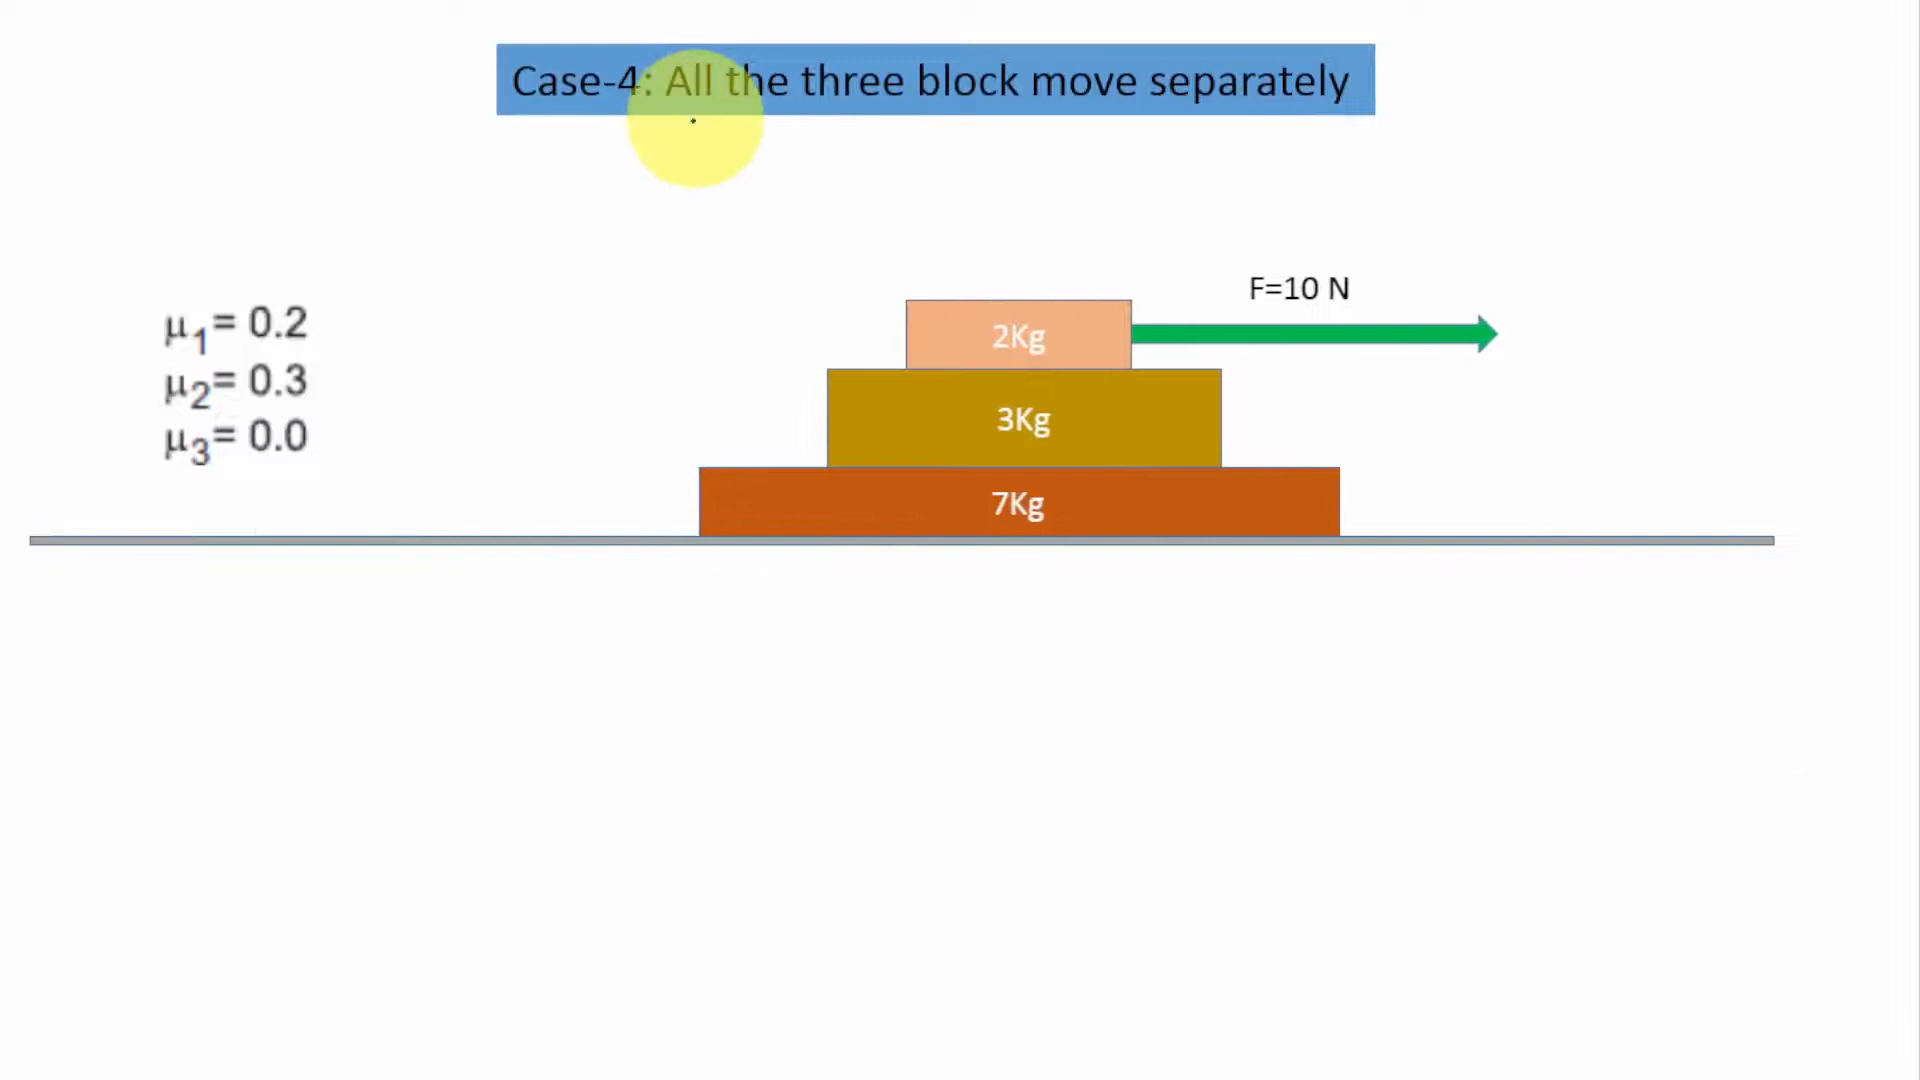 Case-4: All the three block move separately
F=10 N
μ1= 0.2
μ2= 0.3
μ3= 0.0
2Kg
3Kg
7Kg